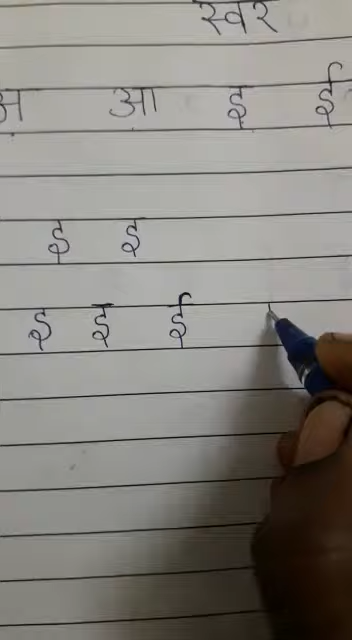 स्वर
अ आ इ ई
इ इ
इ इ ई